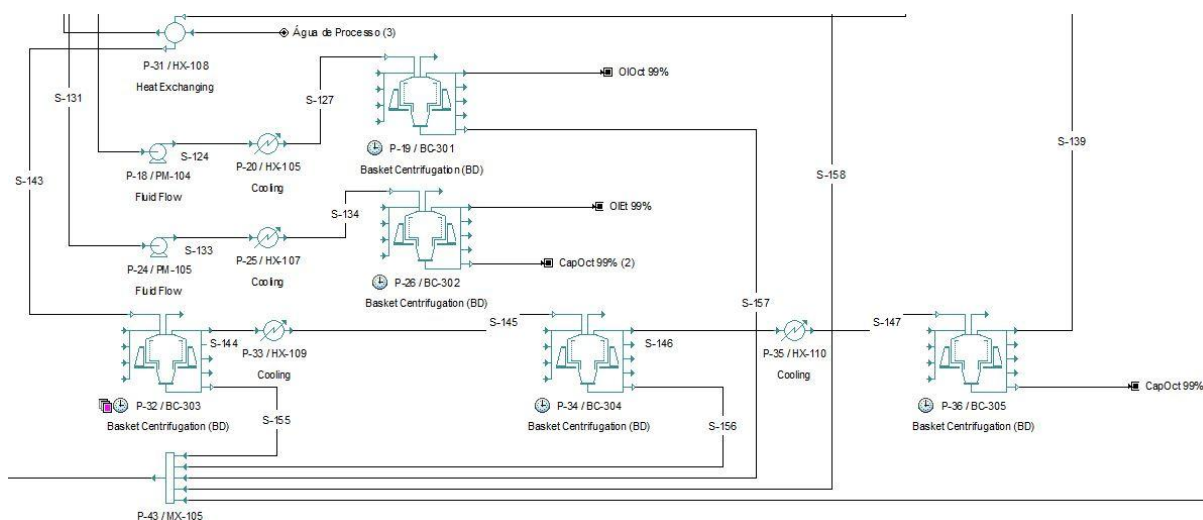 Água de Processo (3)
P-31 / HX-108
Heat Exchanging
OlOct 99%
S-131
S-127
S-139
P-19 / BC-301
Basket Centrifugation (BD)
S-124
P-20 / HX-105
Cooling
P-18 / PM-104
Fluid Flow
S-143
S-158
S-134
OlEt 99%
S-133
P-25 / HX-107
Cooling
P-24 / PM-105
Fluid Flow
CapOct 99% (2)
P-26 / BC-302
Basket Centrifugation (BD)
S-157
S-145
S-147
S-144
P-33 / HX-109
Cooling
S-146
P-35 / HX-110
Cooling
CapOct 99%
P-32 / BC-303
Basket Centrifugation (BD)
S-155
P-34 / BC-304
Basket Centrifugation (BD)
S-156
P-36 / BC-305
Basket Centrifugation (BD)
P-43 / MX-105